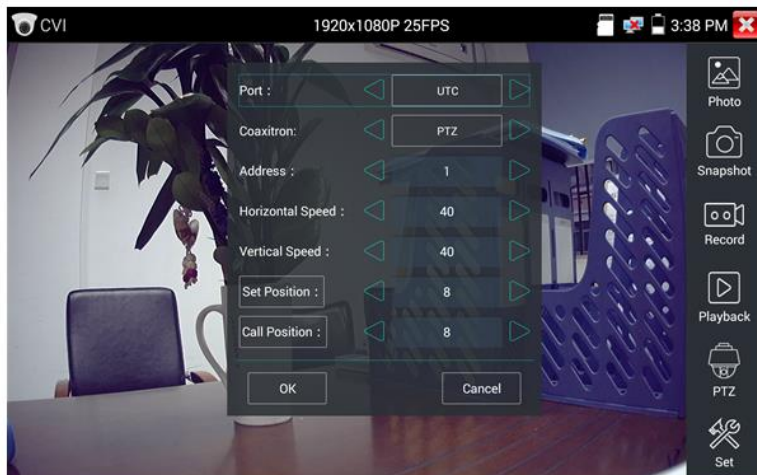 CVI 1920x1080P 25FPS 3:38 PM
Port : UTC
Coaxitron: PTZ
Address : 1
Horizontal Speed : 40
Vertical Speed : 40
Set Position : 8
Call Position : 8
OK Cancel
Photo
Snapshot
Record
Playback
PTZ
Set